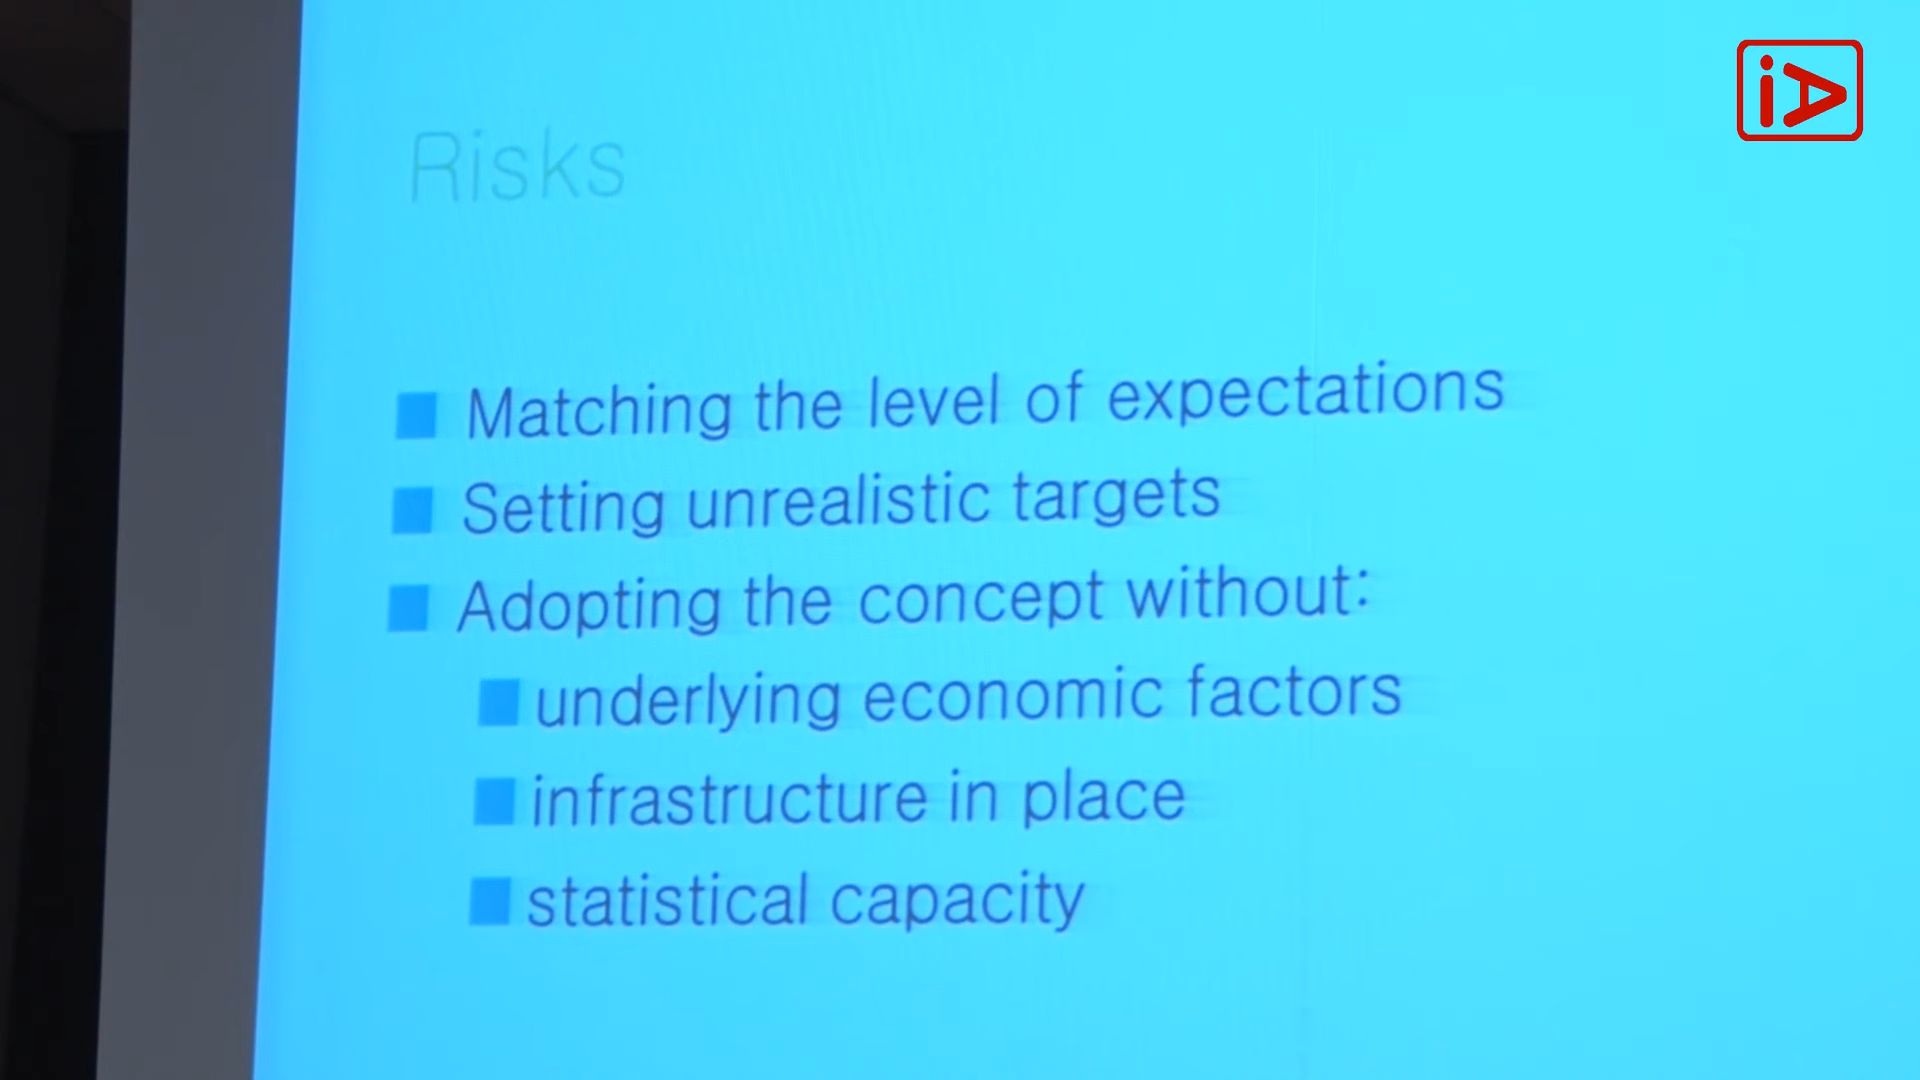 iA
Risks
Matching the level of expectations
Setting unrealistic targets
Adopting the concept without:
underlying economic factors
infrastructure in place
statistical capacity